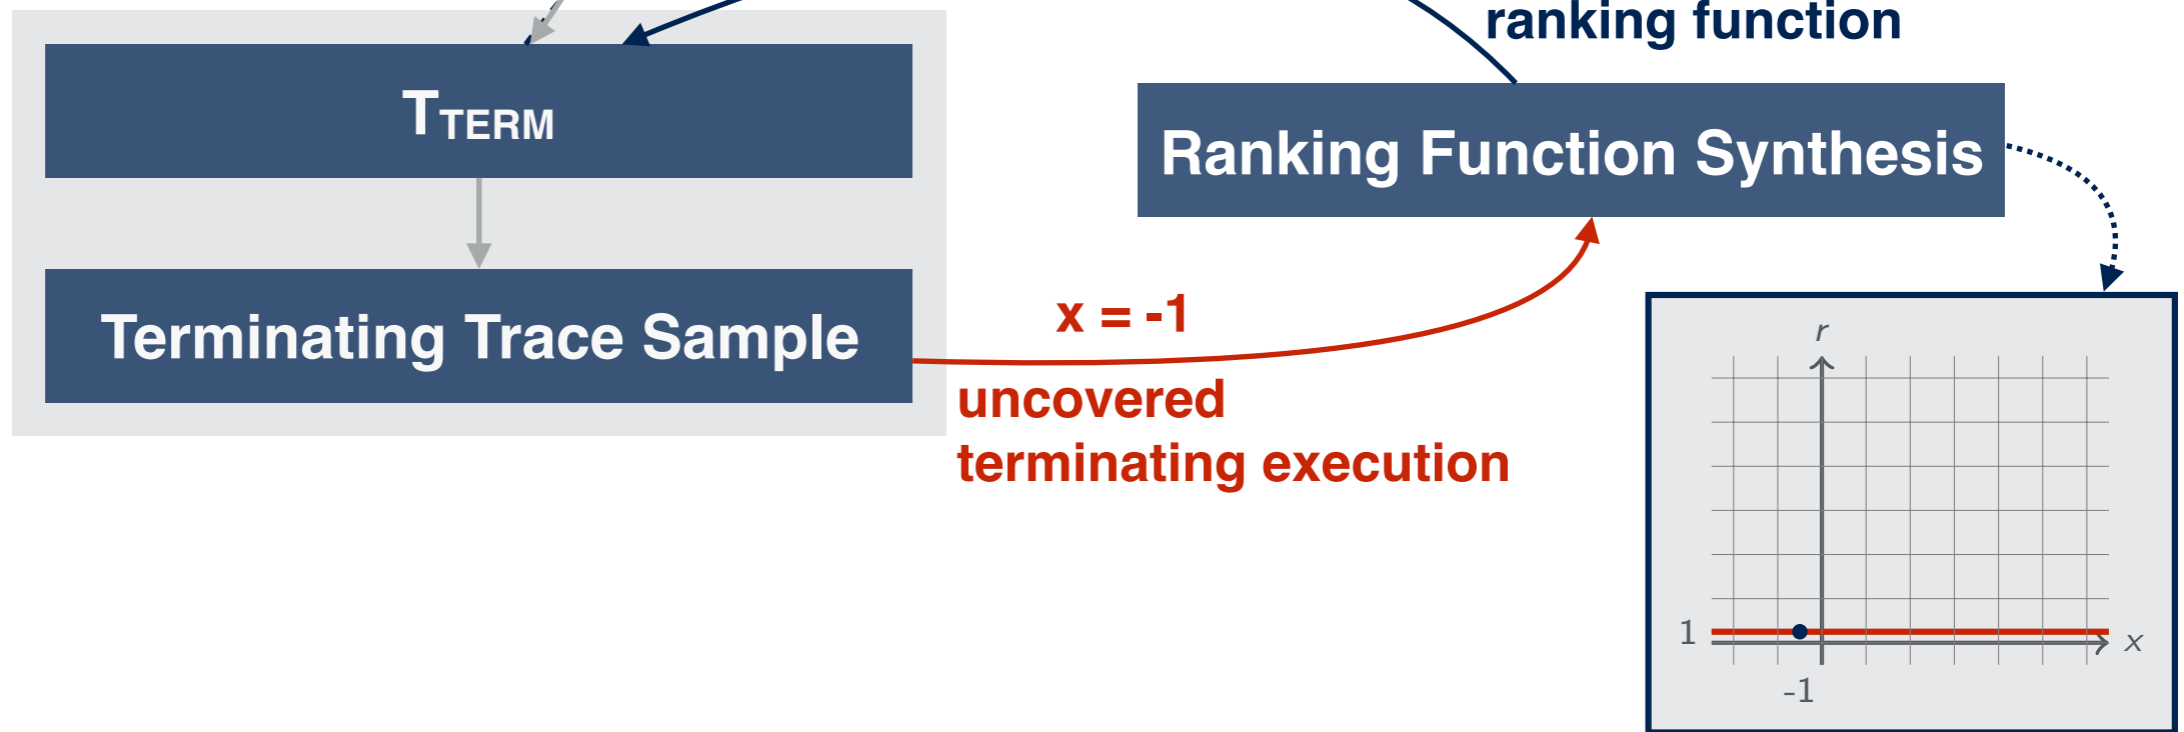 ranking function
TTERM
Ranking Function Synthesis
Terminating Trace Sample
x = -1
uncovered
terminating execution
r
1
x
-1